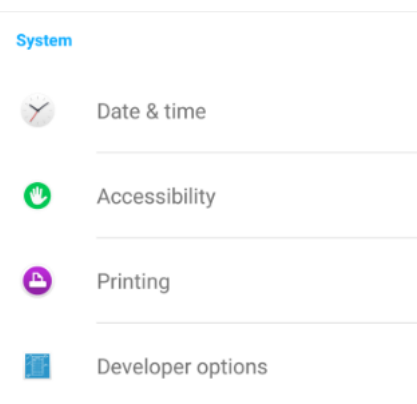 System
Date & time
Accessibility
Printing
Developer options